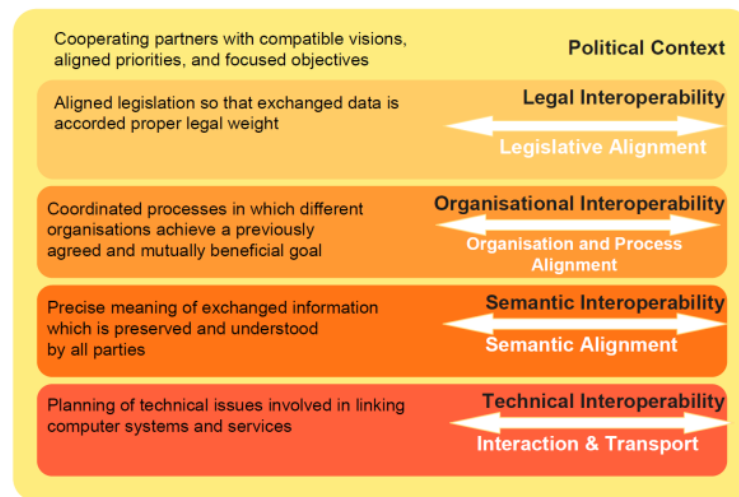 Cooperating partners with compatible visions,
aligned priorities, and focused objectives
Political Context
Aligned legislation so that exchanged data is
accorded proper legal weight
Legal Interoperability
Legislative Alignment
Coordinated processes in which different
organisations achieve a previously
agreed and mutually beneficial goal
Organisational Interoperability
Organisation and Process
Alignment
Precise meaning of exchanged information
which is preserved and understood
by all parties
Semantic Interoperability
Semantic Alignment
Planning of technical issues involved in linking
computer systems and services
Technical Interoperability
Interaction & Transport